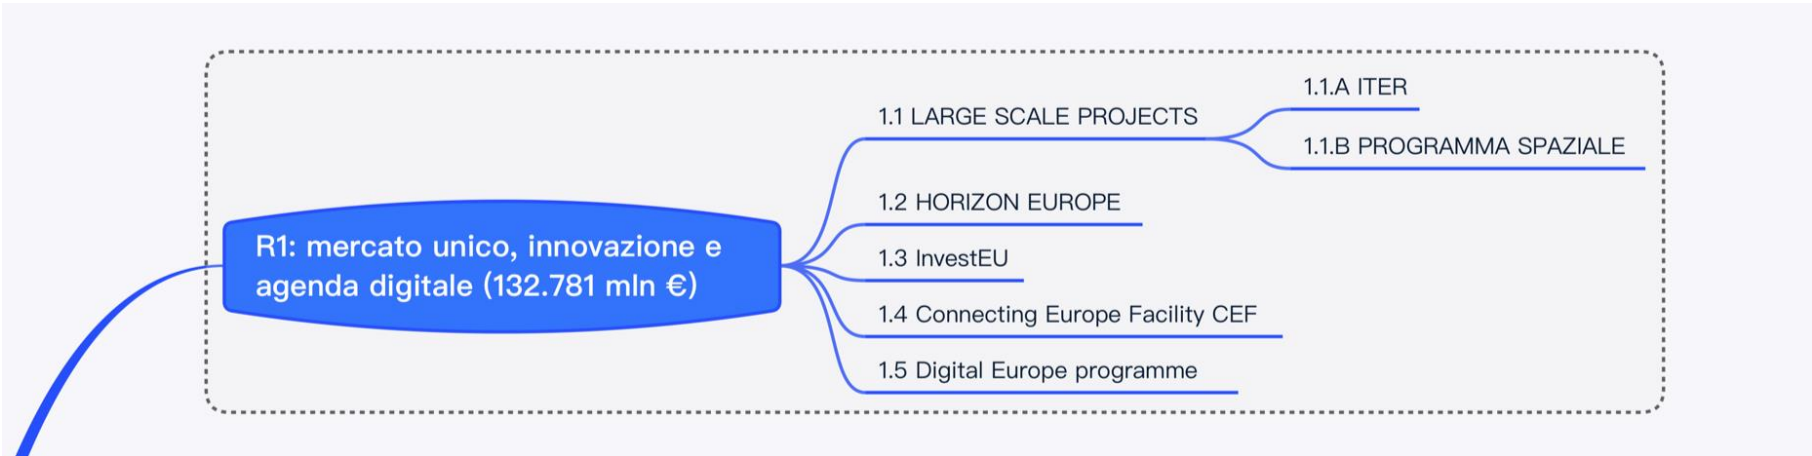 R1: mercato unico, innovazione e
agenda digitale (132.781 mln €)
1.1 LARGE SCALE PROJECTS
1.1.A ITER
1.1.B PROGRAMMA SPAZIALE
1.2 HORIZON EUROPE
1.3 InvestEU
1.4 Connecting Europe Facility CEF
1.5 Digital Europe programme